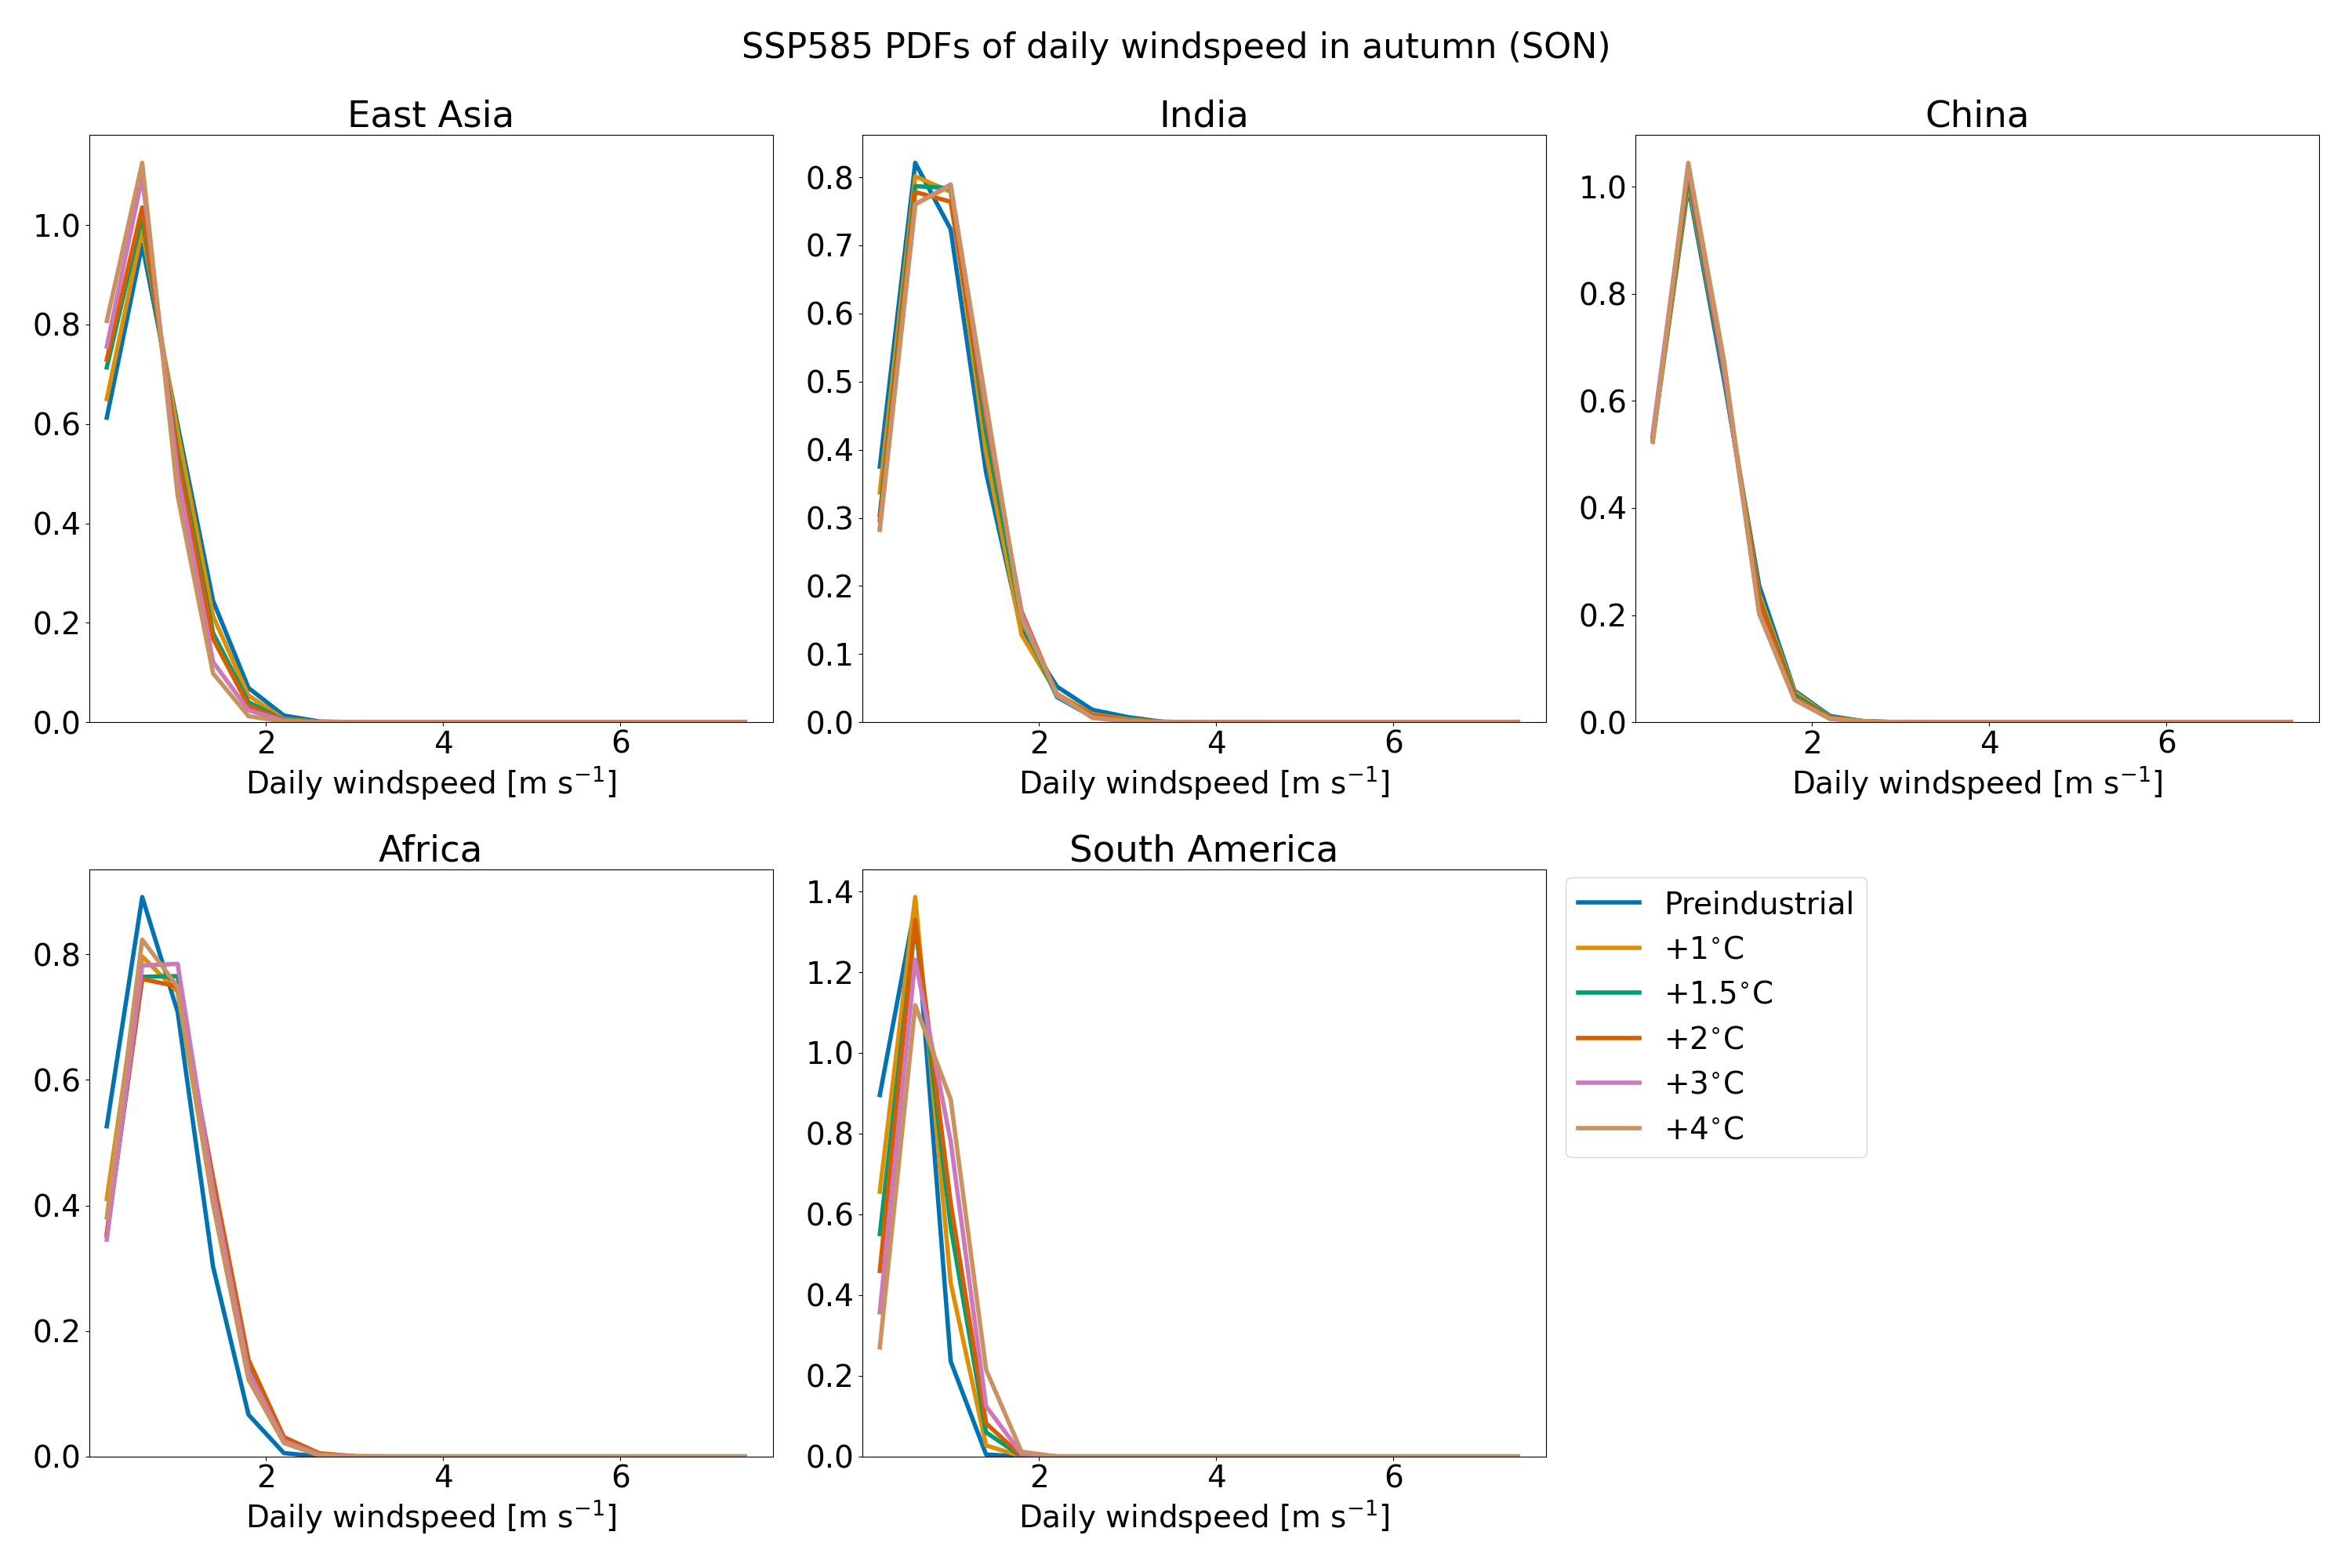 SSP585 PDFs of daily windspeed in autumn (SON)
East Asia
1.0
0.8
0.6
0.4
0.2
0.0
2 4 6
Daily windspeed [m s⁻¹]
India
0.8
0.7
0.6
0.5
0.4
0.3
0.2
0.1
0.0
2 4 6
Daily windspeed [m s⁻¹]
China
1.0
0.8
0.6
0.4
0.2
0.0
2 4 6
Daily windspeed [m s⁻¹]
Africa
0.8
0.6
0.4
0.2
0.0
2 4 6
Daily windspeed [m s⁻¹]
South America
1.4
1.2
1.0
0.8
0.6
0.4
0.2
0.0
2 4 6
Daily windspeed [m s⁻¹]
Preindustrial
+1°C
+1.5°C
+2°C
+3°C
+4°C